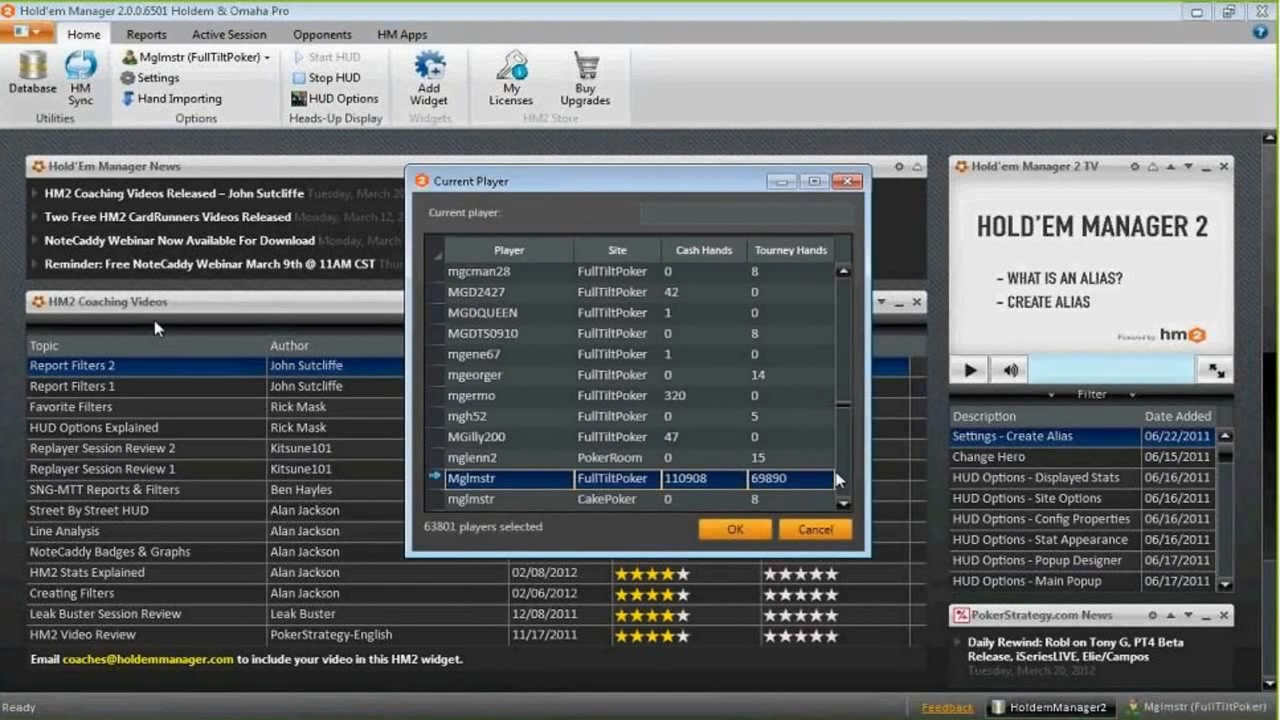 Hold'em Manager 2.0.0.6501 Holdem & Omaha Pro
Home Reports Active Session Opponents HM Apps
Database
HM Sync
Utilities
Mglmstr (FullTiltPoker)
Settings
Hand Importing
Options
Start HUD
Stop HUD
HUD Options
Heads-Up Display
Add Widget
Widgets
My Licenses
Buy Upgrades
HM2 Store
Hold'Em Manager News
HM2 Coaching Videos Released – John Sutcliffe Tuesday, March 20
Two Free HM2 CardRunners Videos Released Monday, March 12,
NoteCaddy Webinar Now Available For Download Monday, March
Reminder: Free NoteCaddy Webinar March 9th @ 11AM CST Friday,
HM2 Coaching Videos
Topic Author
Report Filters 2 John Sutcliffe
Report Filters 1 John Sutcliffe
Favorite Filters Rick Mask
HUD Options Explained Rick Mask
Replayer Session Review 2 Kitsune101
Replayer Session Review 1 Kitsune101
SNG-MTT Reports & Filters Ben Hayles
Street By Street HUD Alan Jackson
Line Analysis Alan Jackson
NoteCaddy Badges & Graphs Alan Jackson
HM2 Stats Explained Alan Jackson 02/08/2012
Creating Filters Alan Jackson 02/06/2012
Leak Buster Session Review Leak Buster 12/08/2011
HM2 Video Review PokerStrategy-English 11/17/2011
Email coaches@holdemmanager.com to include your video in this HM2 widget.
Current Player
Current player:
Player Site Cash Hands Tourney Hands
mgcman28 FullTiltPoker 0 8
MGD2427 FullTiltPoker 42 0
MGDQUEEN FullTiltPoker 1 0
MGDTS0910 FullTiltPoker 0 8
mgene67 FullTiltPoker 1 0
mgeorger FullTiltPoker 0 14
mgermo FullTiltPoker 320 0
mgh52 FullTiltPoker 0 5
MGilly200 FullTiltPoker 47 0
mglenn2 PokerRoom 0 15
Mglmstr FullTiltPoker 110908 69890
mglmstr CakePoker 0 8
63801 players selected
OK Cancel
Hold'em Manager 2 TV
HOLD'EM MANAGER 2
- WHAT IS AN ALIAS?
- CREATE ALIAS
Powered by hm2
Filter
Description Date Added
Settings - Create Alias 06/22/2011
Change Hero 06/15/2011
HUD Options - Displayed Stats 06/16/2011
HUD Options - Site Options 06/16/2011
HUD Options - Config Properties 06/16/2011
HUD Options - Stat Appearance 06/16/2011
HUD Options - Popup Designer 06/17/2011
HUD Options - Main Popup 06/17/2011
PokerStrategy.com News
Daily Rewind: Robl on Tony G, PT4 Beta
Release, iSeriesLIVE, Elie/Campos
Tuesday, March 20, 2012
Ready
Feedback HoldemManager2 Mglmstr (FullTiltPoker)